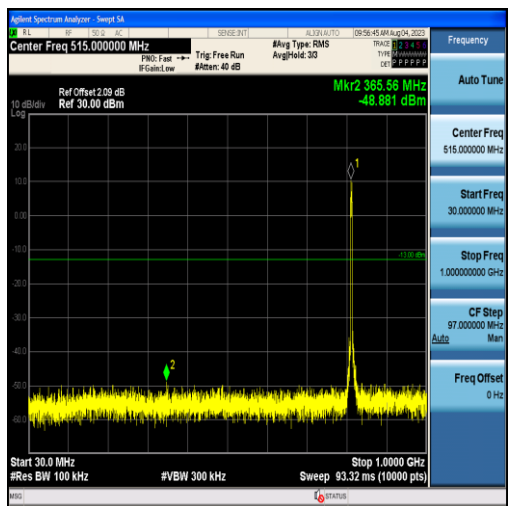 Agilent Spectrum Analyzer - Swept SA
RL RF 50 Ω AC SENSE:INT ALIGN AUTO 09:56:45 AM Aug 04, 2023
Center Freq 515.000000 MHz
PNO: Fast
IFGain:Low
Trig: Free Run
#Atten: 40 dB
#Avg Type: RMS
Avg|Hold: 3/3
TRACE 1 2 3 4 5 6
TYPE
DET P P P P P P
Frequency
Auto Tune
Center Freq
515.000000 MHz
Start Freq
30.000000 MHz
Stop Freq
1.000000000 GHz
CF Step
97.000000 MHz
Auto Man
Freq Offset
0 Hz
Mkr2 365.56 MHz
-48.881 dBm
Ref Offset 2.09 dB
10 dB/div Ref 30.00 dBm
Log
20.0
1
10.0
0.00
-10.0
-13.00 dBm
-20.0
-30.0
-40.0
2
-50.0
-60.0
Start 30.0 MHz Stop 1.0000 GHz
#Res BW 100 kHz #VBW 300 kHz Sweep 93.32 ms (10000 pts)
MSG STATUS